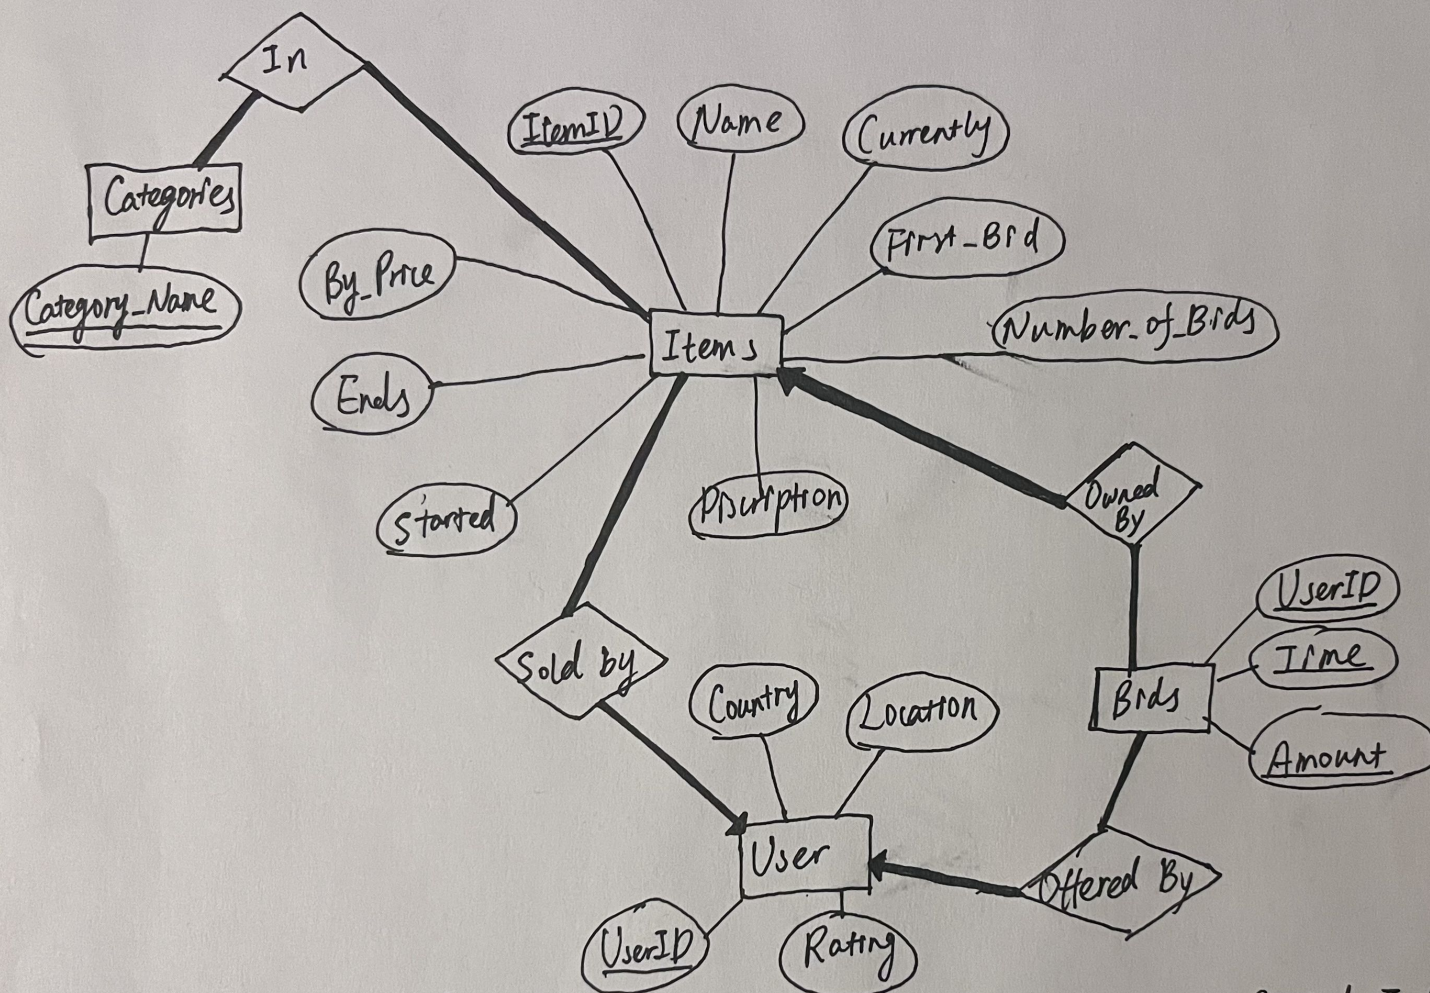 In
ItemID
Name
Currently
Categories
First_Bid
By_Price
Category_Name
Number_of_Bids
Items
Ends
Started
Owned
By
UserID
Sold by
Time
Country
Location
Bids
Amount
User
Offered By
UserID
Rating